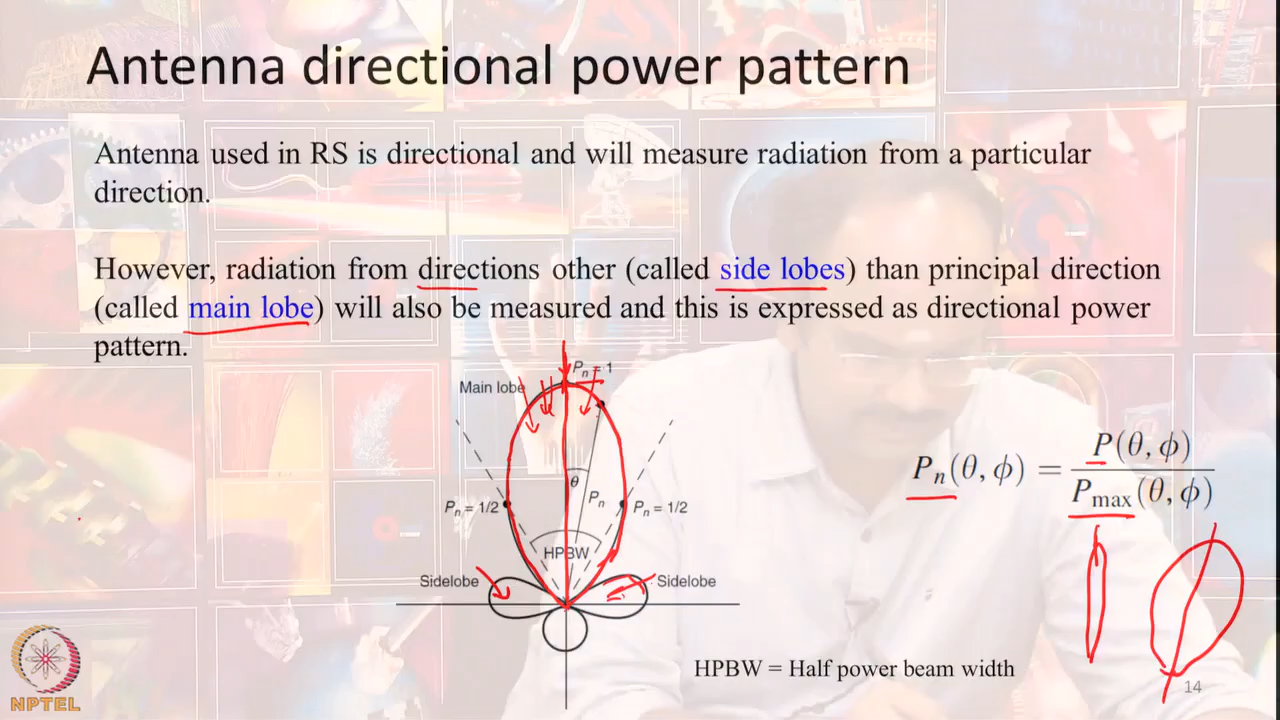 Antenna directional power pattern
Antenna used in RS is directional and will measure radiation from a particular
direction.
However, radiation from directions other (called side lobes) than principal direction
(called main lobe) will also be measured and this is expressed as directional power
pattern.
Pn = 1
Main lobe
θ
Pn
Pn = 1/2
Pn = 1/2
HPBW
Sidelobe
Sidelobe
Pn(θ, ϕ) = P(θ, ϕ) / Pmax(θ, ϕ)
HPBW = Half power beam width
NPTEL
14